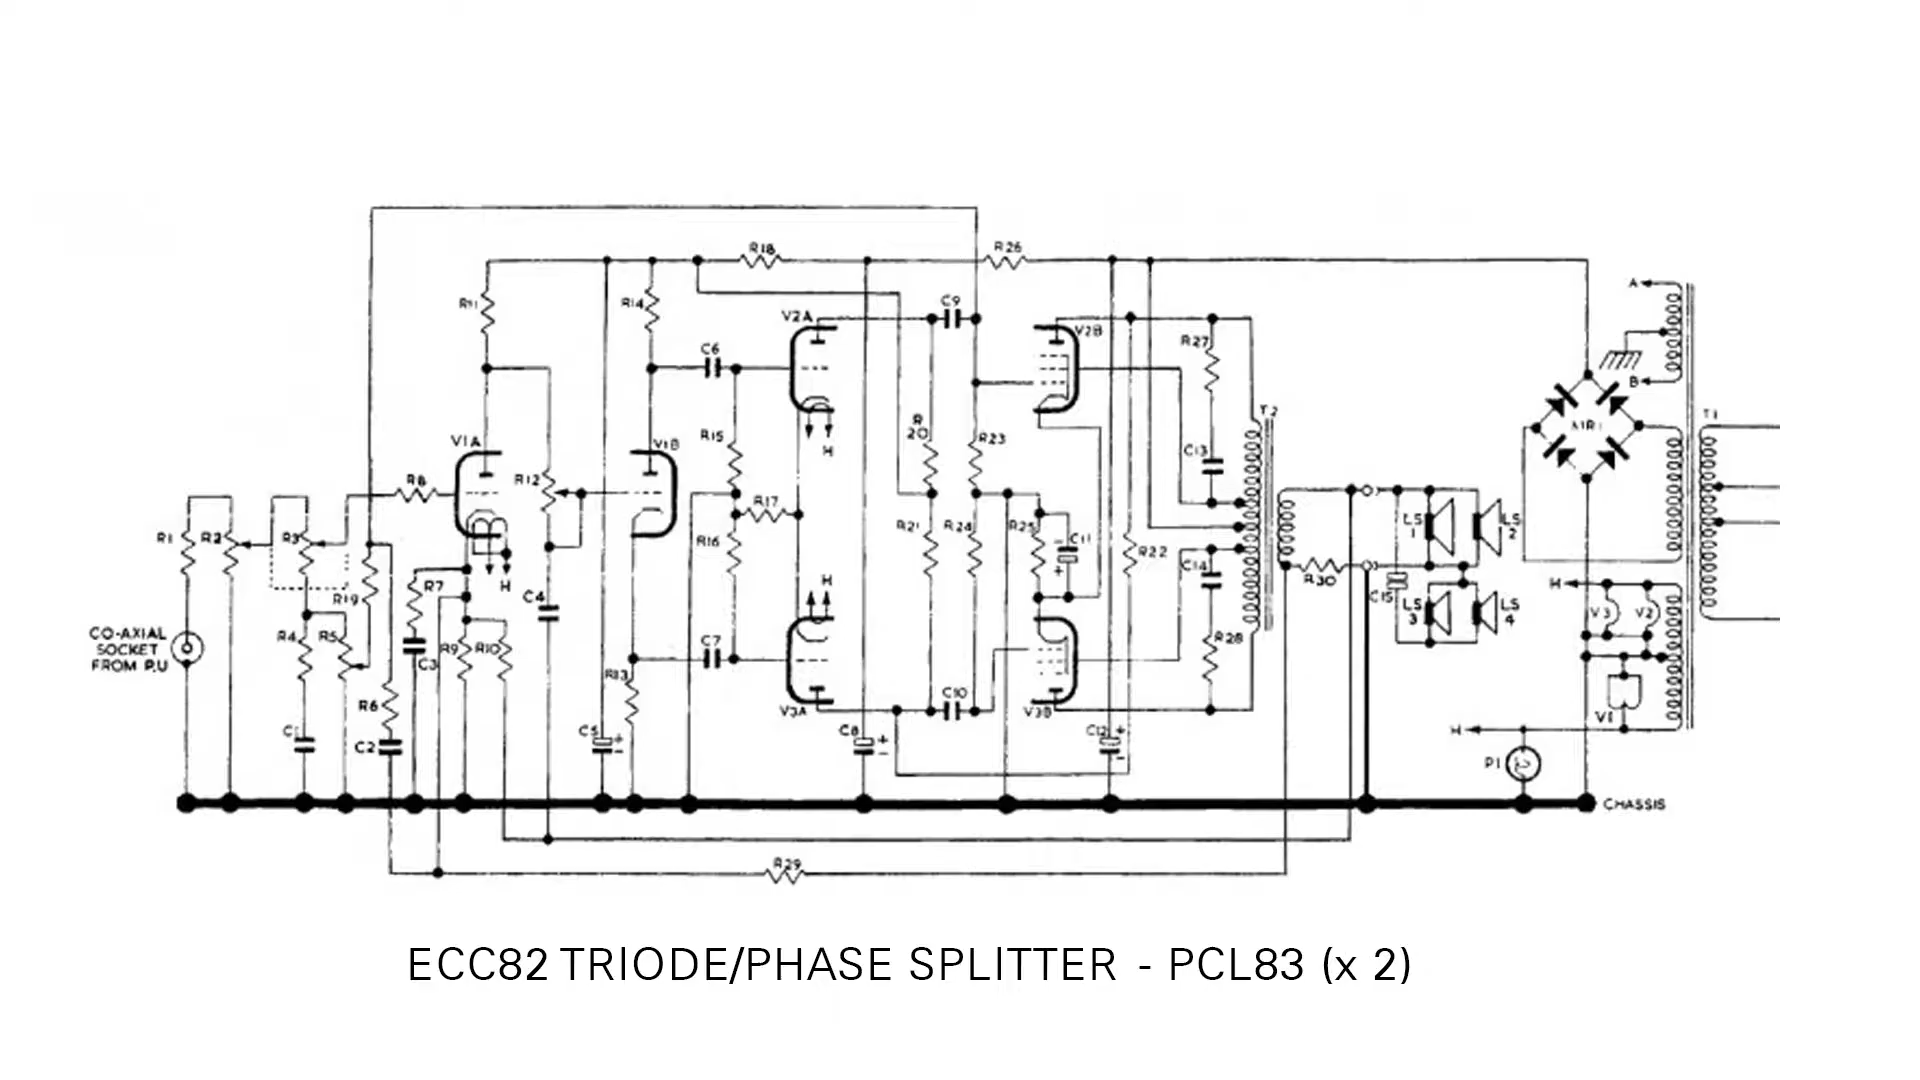 R18
R26
A
R11
R14
C9
V2A
V2B
R27
C6
B
T2
T1
R20
R23
V1A
V1B
R15
H
C13
MR1
R8
R12
R17
R1
R2
R3
R21
R24
R25
C11
R22
LS 1
LS 2
R16
C14
R30
H
R7
H
R19
C4
C15
LS 3
LS 4
H
V3
V2
CO-AXIAL
SOCKET
FROM P.U
R4
R5
C3
R9
R10
C7
R28
R13
R6
V3A
C10
V3B
V1
C1
C2
C5
+
-
C8
+
-
C12
+
-
H
P1
CHASSIS
R29
ECC82 TRIODE/PHASE SPLITTER - PCL83 (x 2)